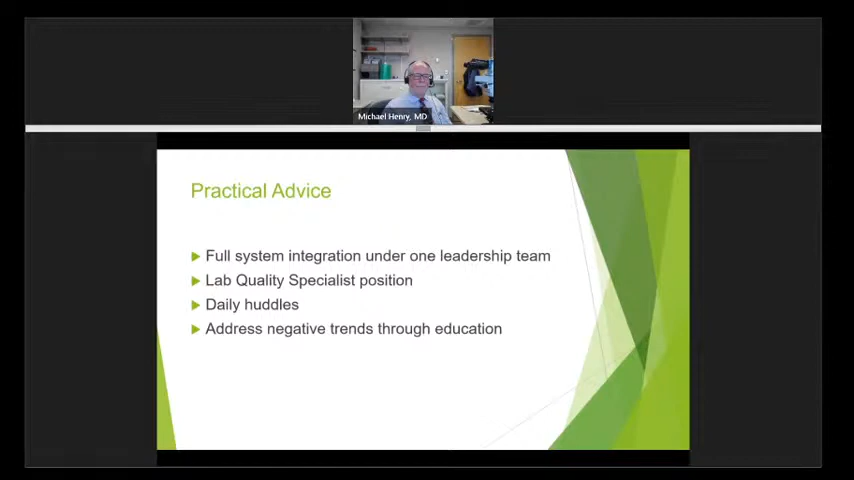 Michael Henry, MD
Practical Advice
Full system integration under one leadership team
Lab Quality Specialist position
Daily huddles
Address negative trends through education